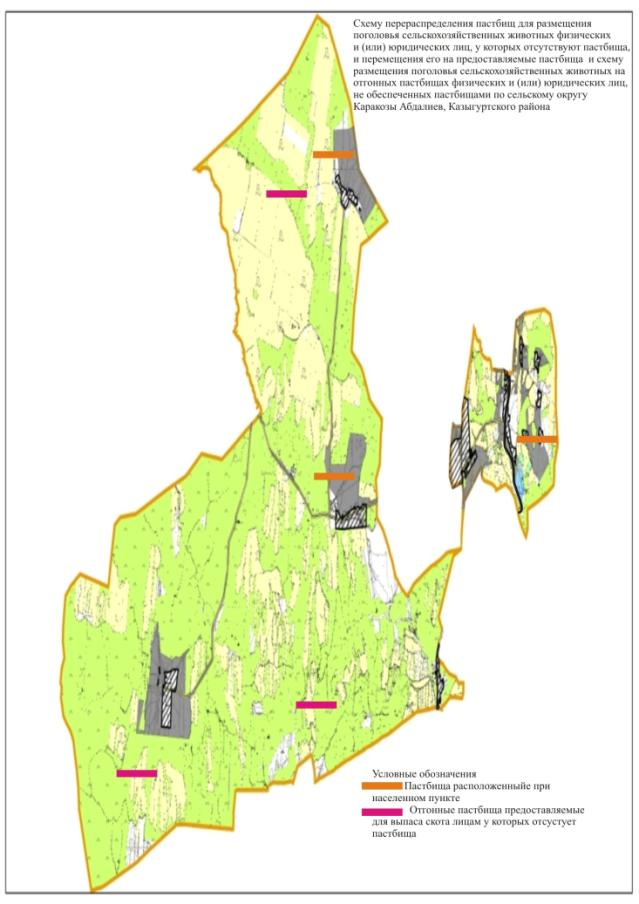 Схему перераспределения пастбищ для размещения
поголовья сельскохозяйственных животных физических
и (или) юридических лиц, у которых отсутствуют пастбища,
и перемещения его на предоставляемые пастбища и схему
размещения поголовья сельскохозяйственных животных на
отгонных пастбищах физических и (или) юридических лиц,
не обеспеченных пастбищами по сельскому округу
Каракозы Абдалиев, Казыгуртского района
Условные обозначения
Пастбища расположенныйе при
населенном пункте
Отгонные пастбища предоставляемые
для выпаса скота лицам у которых отсустует
пастбища